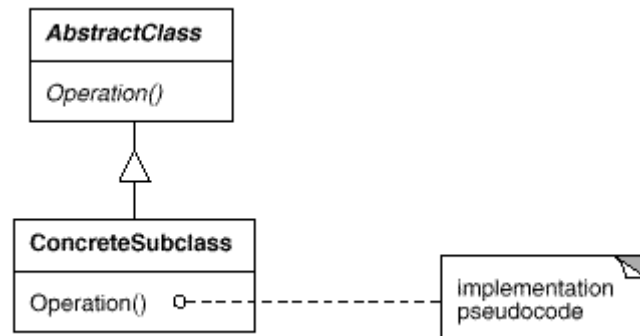 AbstractClass
Operation()
ConcreteSubclass
Operation()
implementation
pseudocode